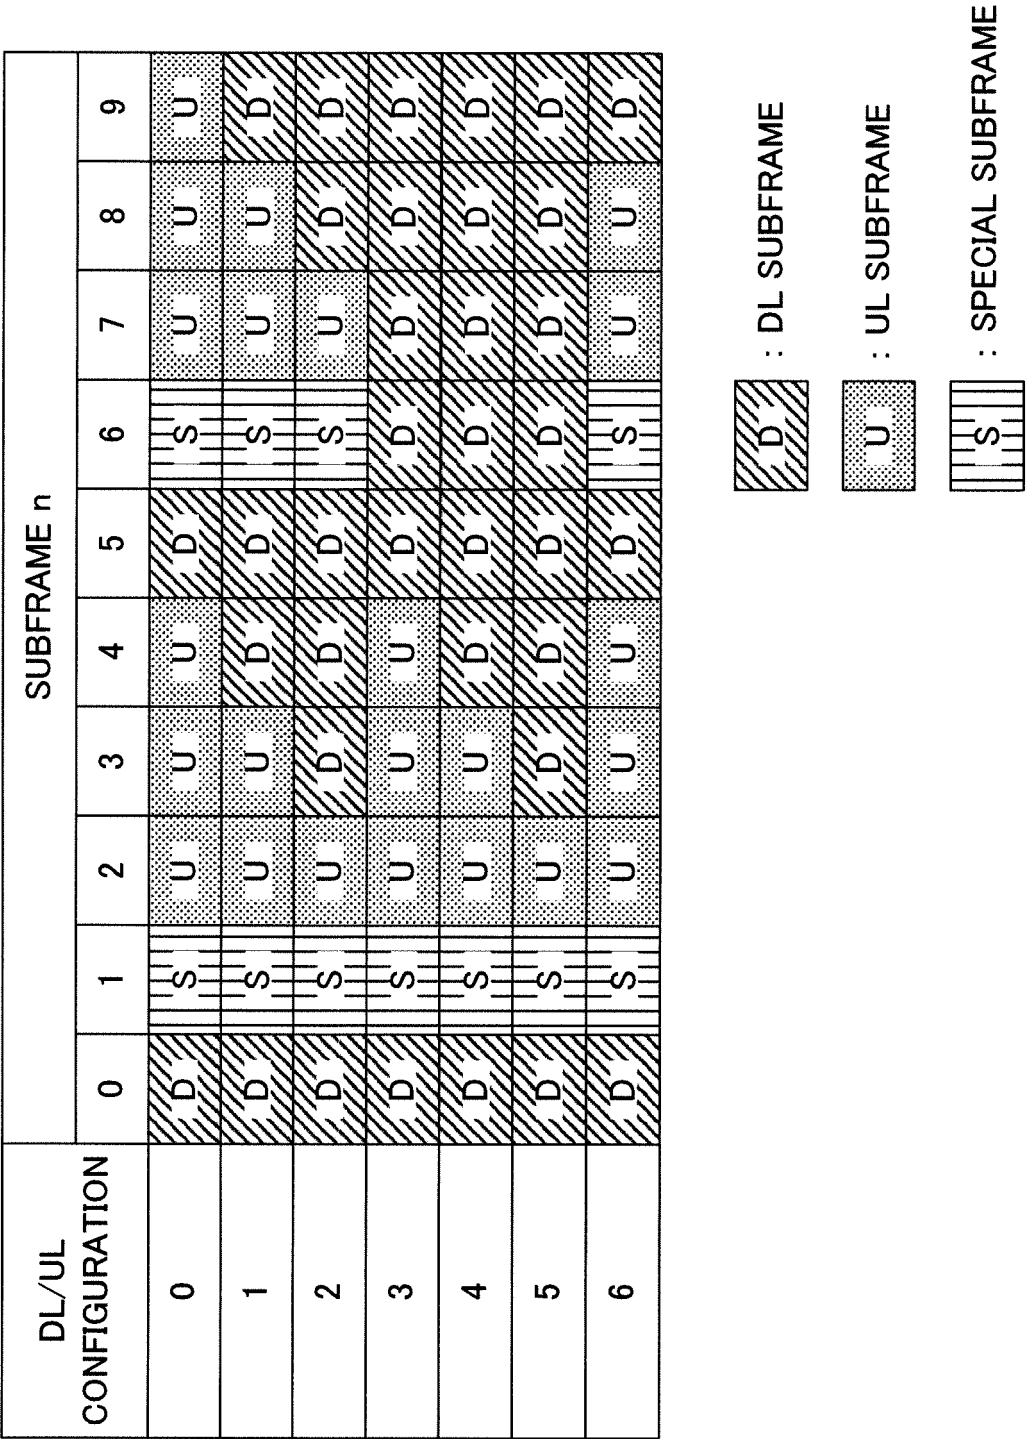 DL/UL CONFIGURATION SUBFRAME n
0 1 2 3 4 5 6 7 8 9
0 D S U U U D S U U U
1 D S U U D D S U U D
2 D S U D D D S U D D
3 D S U U U D D D D D
4 D S U U D D D D D D
5 D S U D D D D D D D
6 D S U U U D S U U D
D : DL SUBFRAME
U : UL SUBFRAME
S : SPECIAL SUBFRAME